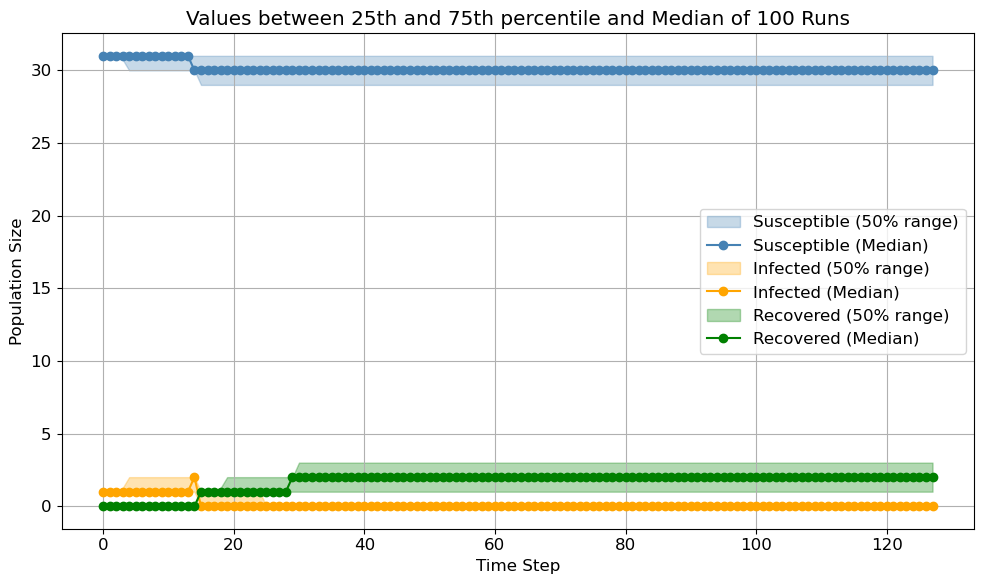 Values between 25th and 75th percentile and Median of 100 Runs
Population Size
30
25
20
15
10
5
0
Susceptible (50% range)
Susceptible (Median)
Infected (50% range)
Infected (Median)
Recovered (50% range)
Recovered (Median)
0 20 40 60 80 100 120
Time Step